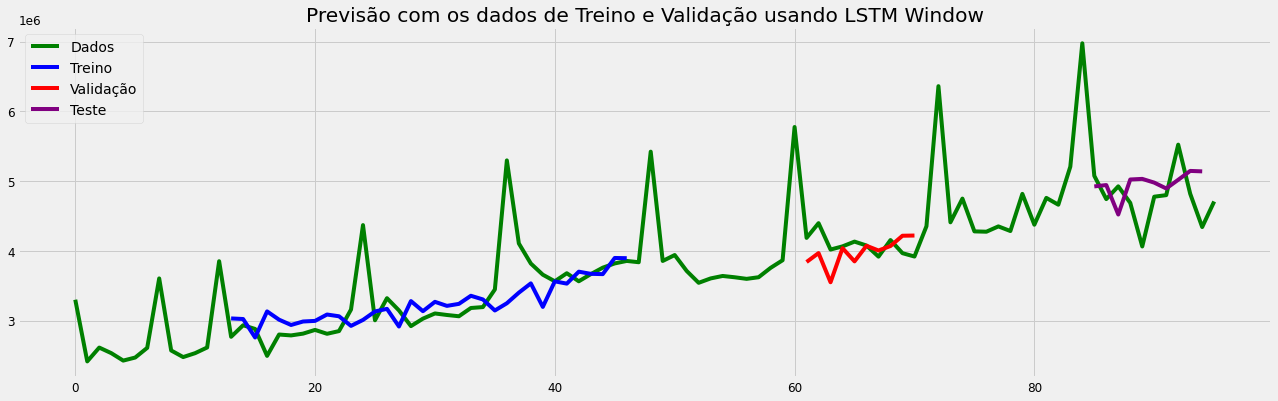 Previsão com os dados de Treino e Validação usando LSTM Window
1e6
Dados
Treino
Validação
Teste
7
6
5
4
3
0 20 40 60 80